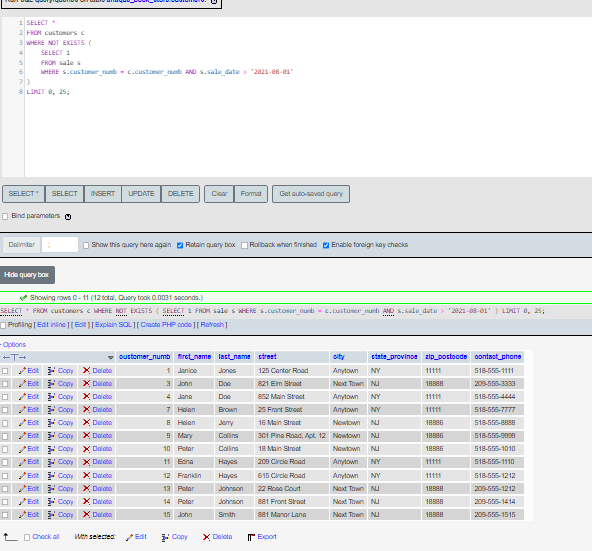 Run SQL query/queries on table antique_book_store.customers:
1 SELECT *
2 FROM customers c
3 WHERE NOT EXISTS (
4 SELECT 1
5 FROM sale s
6 WHERE s.customer_numb = c.customer_numb AND s.sale_date > '2021-08-01'
7 )
8 LIMIT 0, 25;
SELECT * SELECT INSERT UPDATE DELETE Clear Format Get auto-saved query
Bind parameters
Delimiter ; Show this query here again Retain query box Rollback when finished Enable foreign key checks
Hide query box
Showing rows 0 - 11 (12 total, Query took 0.0031 seconds.)
SELECT * FROM customers c WHERE NOT EXISTS ( SELECT 1 FROM sale s WHERE s.customer_numb = c.customer_numb AND s.sale_date > '2021-08-01' ) LIMIT 0, 25;
Profiling [ Edit inline ] [ Edit ] [ Explain SQL ] [ Create PHP code ] [ Refresh ]
Options
←T→ customer_numb first_name last_name street city state_province zip_postcode contact_phone
Edit Copy Delete 1 Janice Jones 125 Center Road Anytown NY 11111 518-555-1111
Edit Copy Delete 3 John Doe 821 Elm Street Next Town NJ 18888 209-555-3333
Edit Copy Delete 4 Jane Doe 852 Main Street Anytown NY 11111 518-555-4444
Edit Copy Delete 7 Helen Brown 25 Front Street Anytown NY 11111 518-555-7777
Edit Copy Delete 8 Helen Jerry 16 Main Street Newtown NJ 18886 518-555-8888
Edit Copy Delete 9 Mary Collins 301 Pine Road, Apt. 12 Newtown NJ 18886 518-555-9999
Edit Copy Delete 10 Peter Collins 18 Main Street Newtown NJ 18886 518-555-1010
Edit Copy Delete 11 Edna Hayes 209 Circle Road Anytown NY 11111 518-555-1110
Edit Copy Delete 12 Franklin Hayes 615 Circle Road Anytown NY 11111 518-555-1212
Edit Copy Delete 13 Peter Johnson 22 Rose Court Next Town NJ 18888 209-555-1212
Edit Copy Delete 14 Peter Johnson 881 Front Street Next Town NJ 18888 209-555-1414
Edit Copy Delete 15 John Smith 881 Manor Lane Next Town NJ 18888 209-555-1515
Check all With selected: Edit Copy Delete Export